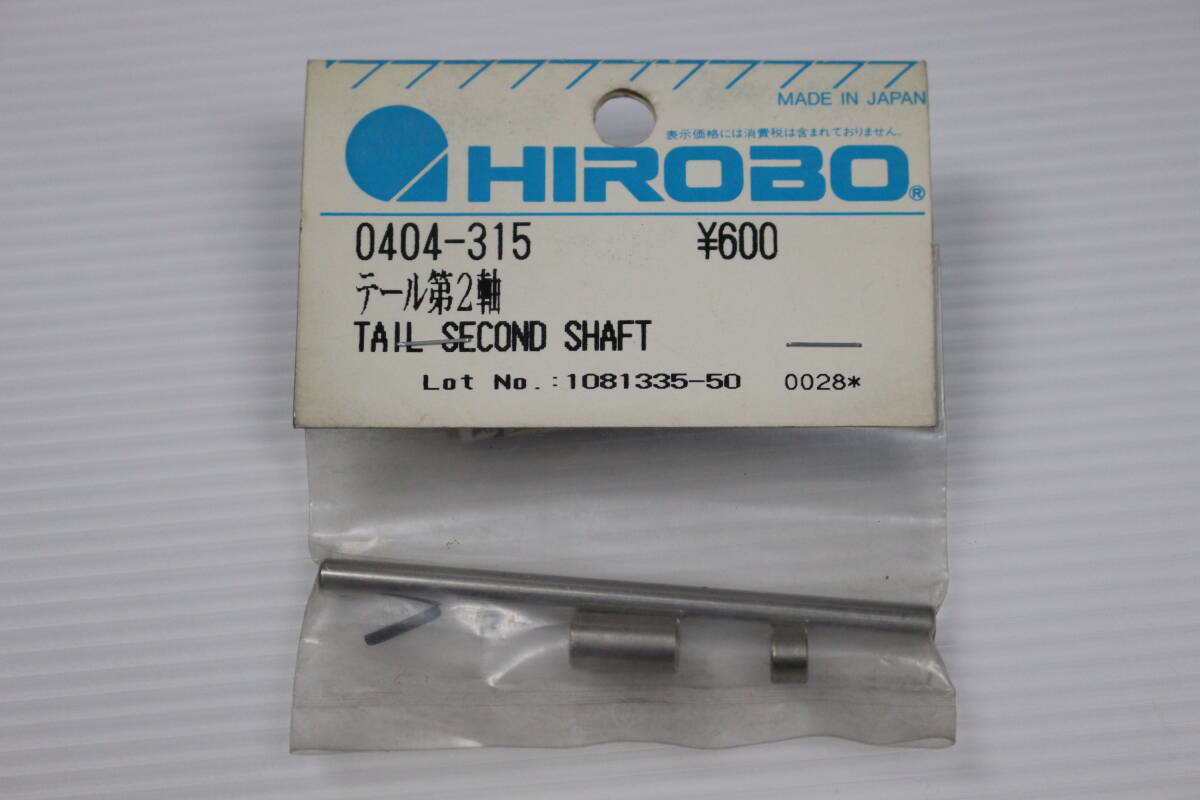 MADE IN JAPAN
表示価格には消費税は含まれておりません。
HIROBO®
0404-315 ¥600
テール第2軸
TAIL SECOND SHAFT
Lot No.:1081335-50 0028*